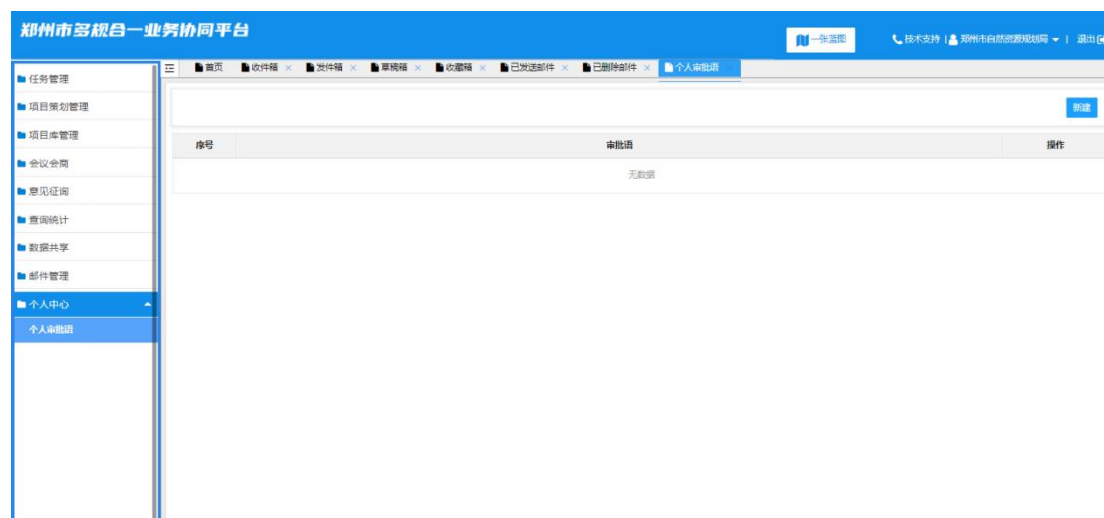 郑州市多规合一业务协同平台
一张蓝图
技术支持 | 郑州市自然资源规划局 | 退出
首页 收件箱 × 发件箱 × 草稿箱 × 收藏箱 × 已发送邮件 × 已删除邮件 × 个人审批语
任务管理
项目策划管理
项目库管理
会议会商
意见征询
查询统计
数据共享
邮件管理
个人中心
个人审批语
新建
序号 审批语 操作
无数据